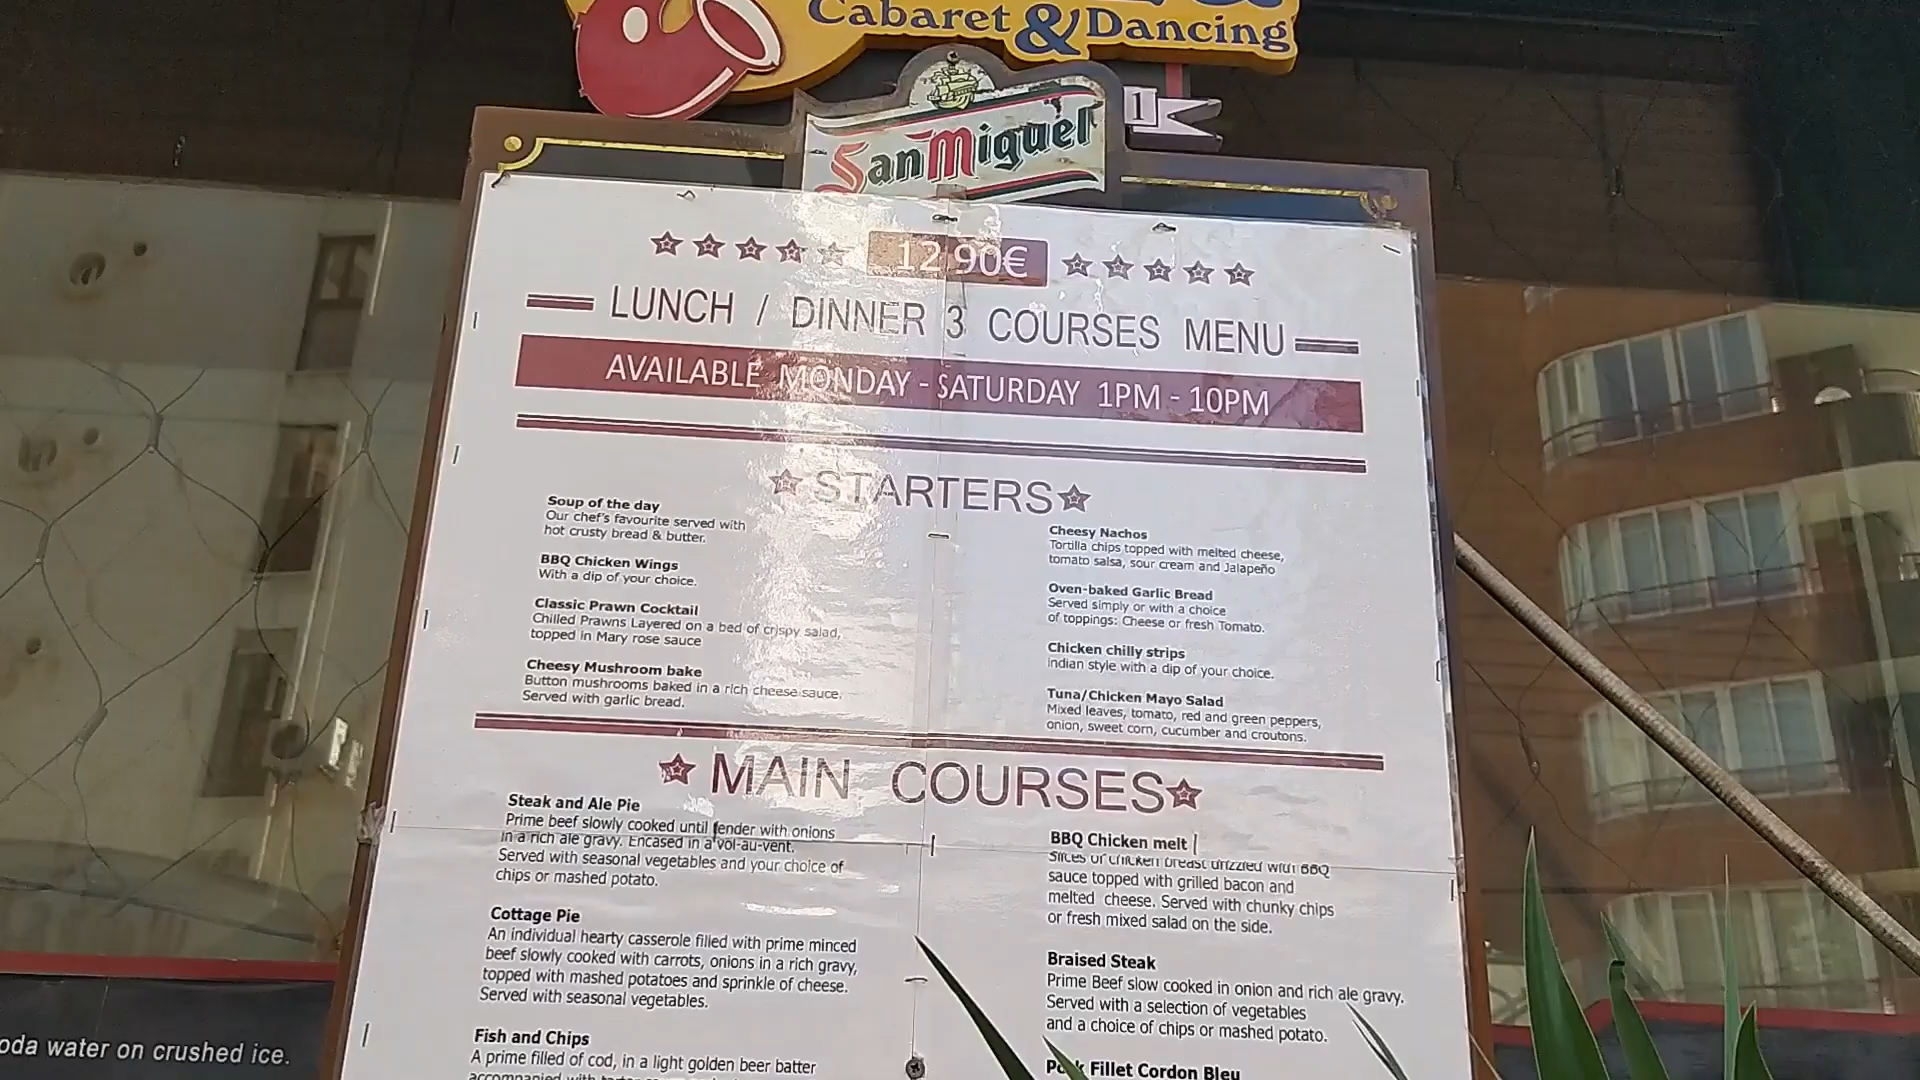 Cabaret & Dancing
San Miguel
1
12 90€
LUNCH / DINNER 3 COURSES MENU
AVAILABLE MONDAY - SATURDAY 1PM - 10PM
STARTERS
Soup of the day
Our chef's favourite served with
hot crusty bread & butter.
BBQ Chicken Wings
With a dip of your choice.
Classic Prawn Cocktail
Chilled Prawns Layered on a bed of crispy salad,
topped in Mary rose sauce
Cheesy Mushroom bake
Button mushrooms baked in a rich cheese sauce.
Served with garlic bread.
Cheesy Nachos
Tortilla chips topped with melted cheese,
tomato salsa, sour cream and Jalapeño
Oven-baked Garlic Bread
Served simply or with a choice
of toppings: Cheese or fresh Tomato.
Chicken chilly strips
indian style with a dip of your choice.
Tuna/Chicken Mayo Salad
Mixed leaves, tomato, red and green peppers,
onion, sweet corn, cucumber and croutons.
MAIN COURSES
Steak and Ale Pie
Prime beef slowly cooked until tender with onions
in a rich ale gravy. Encased in a vol-au-vent.
Served with seasonal vegetables and your choice of
chips or mashed potato.
Cottage Pie
An individual hearty casserole filled with prime minced
beef slowly cooked with carrots, onions in a rich gravy,
topped with mashed potatoes and sprinkle of cheese.
Served with seasonal vegetables.
Fish and Chips
A prime filled of cod, in a light golden beer batter
accompanied with
BBQ Chicken melt
Slices of chicken breast drizzled with BBQ
sauce topped with grilled bacon and
melted cheese. Served with chunky chips
or fresh mixed salad on the side.
Braised Steak
Prime Beef slow cooked in onion and rich ale gravy.
Served with a selection of vegetables
and a choice of chips or mashed potato.
Pork Fillet Cordon Bleu
oda water on crushed ice.